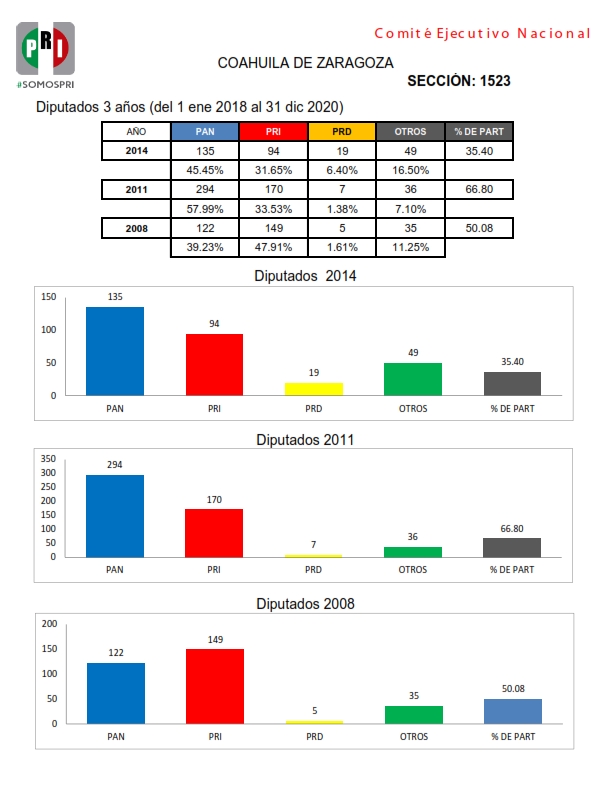 Comité Ejecutivo Nacional
PRI
#SOMOSPRI
COAHUILA DE ZARAGOZA
SECCIÓN: 1523
Diputados 3 años (del 1 ene 2018 al 31 dic 2020)
AÑO PAN PRI PRD OTROS % DE PART
2014 135 94 19 49 35.40
45.45% 31.65% 6.40% 16.50%
2011 294 170 7 36 66.80
57.99% 33.53% 1.38% 7.10%
2008 122 149 5 35 50.08
39.23% 47.91% 1.61% 11.25%
Diputados 2014
150
100
50
0
135
94
19
49
35.40
PAN PRI PRD OTROS % DE PART
Diputados 2011
350
300
250
200
150
100
50
0
294
170
7
36
66.80
PAN PRI PRD OTROS % DE PART
Diputados 2008
200
150
100
50
0
122
149
5
35
50.08
PAN PRI PRD OTROS % DE PART